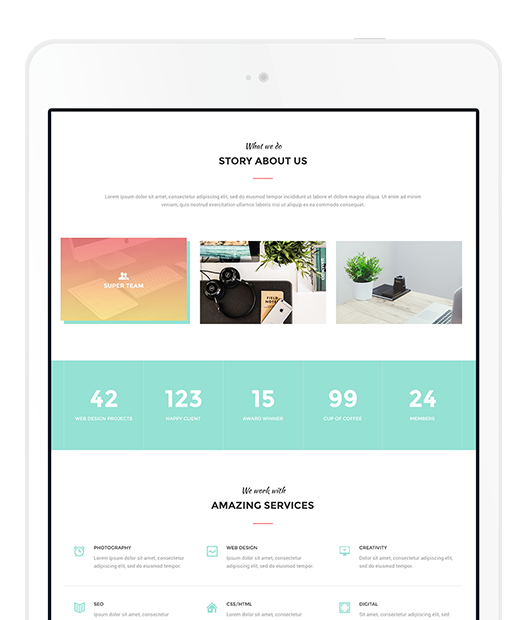 What we do
STORY ABOUT US
Lorem ipsum dolor sit amet, consectetur adipiscing elit, sed do eiusmod tempor incididunt ut labore et dolore magna aliqua. Ut enim ad minim
veniam, quis nostrud exercitation ullamco laboris nisi ut aliquip ex commodo consequat.
SUPER TEAM
FIELD
NOTES
42
123
15
99
24
WEB DESIGN PROJECTS
HAPPY CLIENT
AWARD WINNER
CUP OF COFFEE
MEMBERS
We work with
AMAZING SERVICES
PHOTOGRAPHY
Lorem ipsum dolor sit amet, consectetur
adipiscing elit, sed do eiusmod tempor.
WEB DESIGN
Lorem ipsum dolor sit amet, consectetur
adipiscing elit, sed do eiusmod tempor.
CREATIVITY
Dolor sit amet, consectetur adipiscing elit,
sed do eiusmod tempor.
SEO
Ipsum dolor sit amet, consectetur
CSS/HTML
Lorem ipsum dolor sit amet, consectetur
DIGITAL
Sit amet, consectetur adipiscing elit, sed